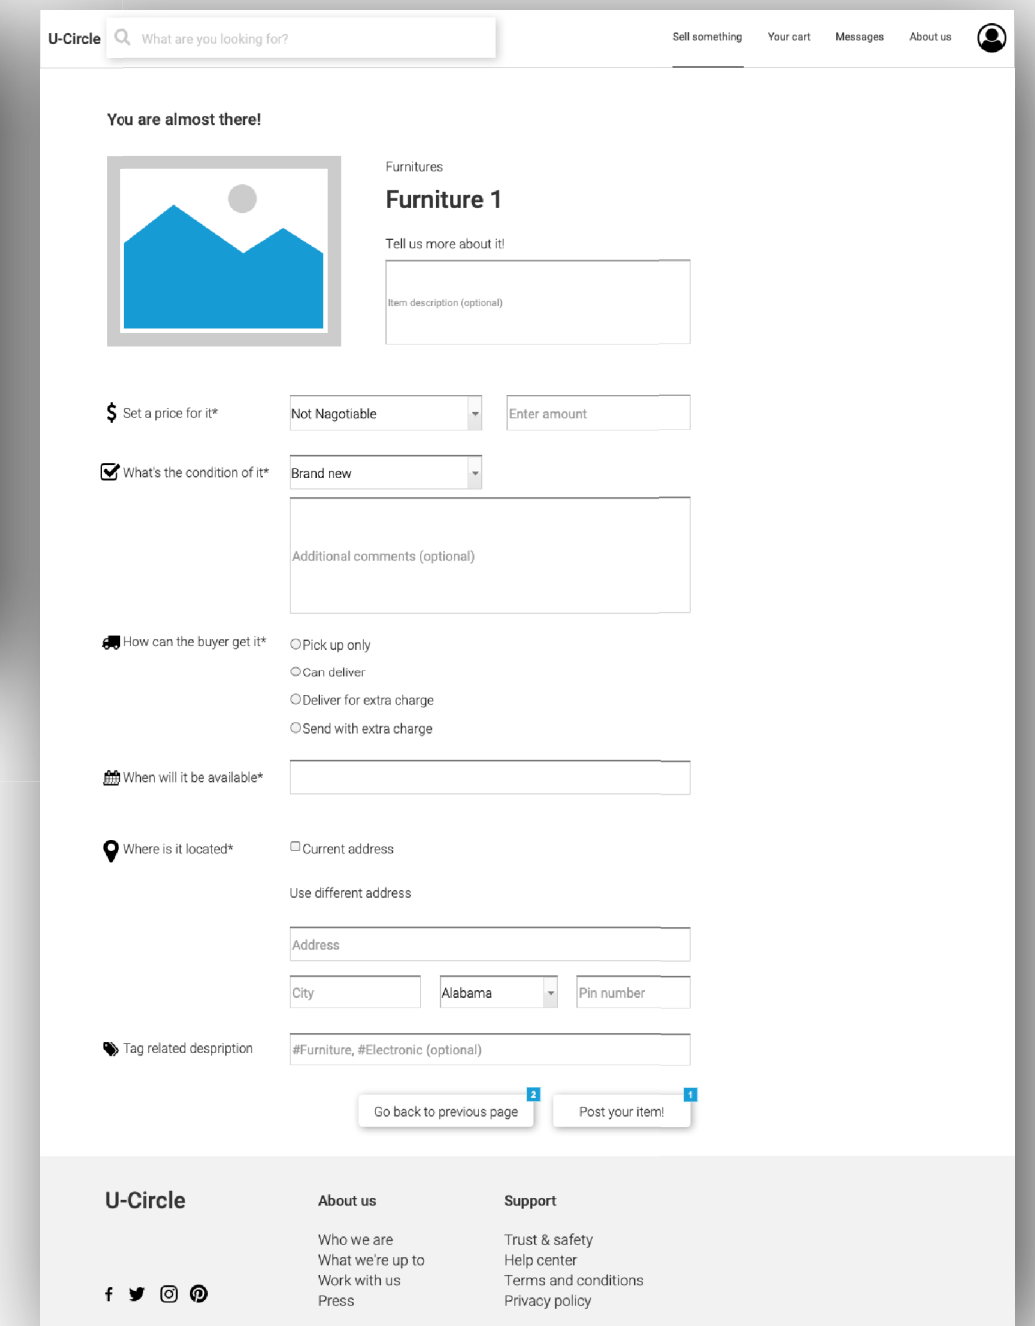 U-Circle
What are you looking for?
Sell something
Your cart
Messages
About us
You are almost there!
Furnitures
Furniture 1
Tell us more about it!
Item description (optional)
$ Set a price for it*
Not Nagotiable
Enter amount
What's the condition of it*
Brand new
Additional comments (optional)
How can the buyer get it*
Pick up only
Can deliver
Deliver for extra charge
Send with extra charge
When will it be available*
Where is it located*
Current address
Use different address
Address
City
Alabama
Pin number
Tag related despription
#Furniture, #Electronic (optional)
2
1
Go back to previous page
Post your item!
U-Circle
About us
Who we are
What we're up to
Work with us
Press
Support
Trust & safety
Help center
Terms and conditions
Privacy policy